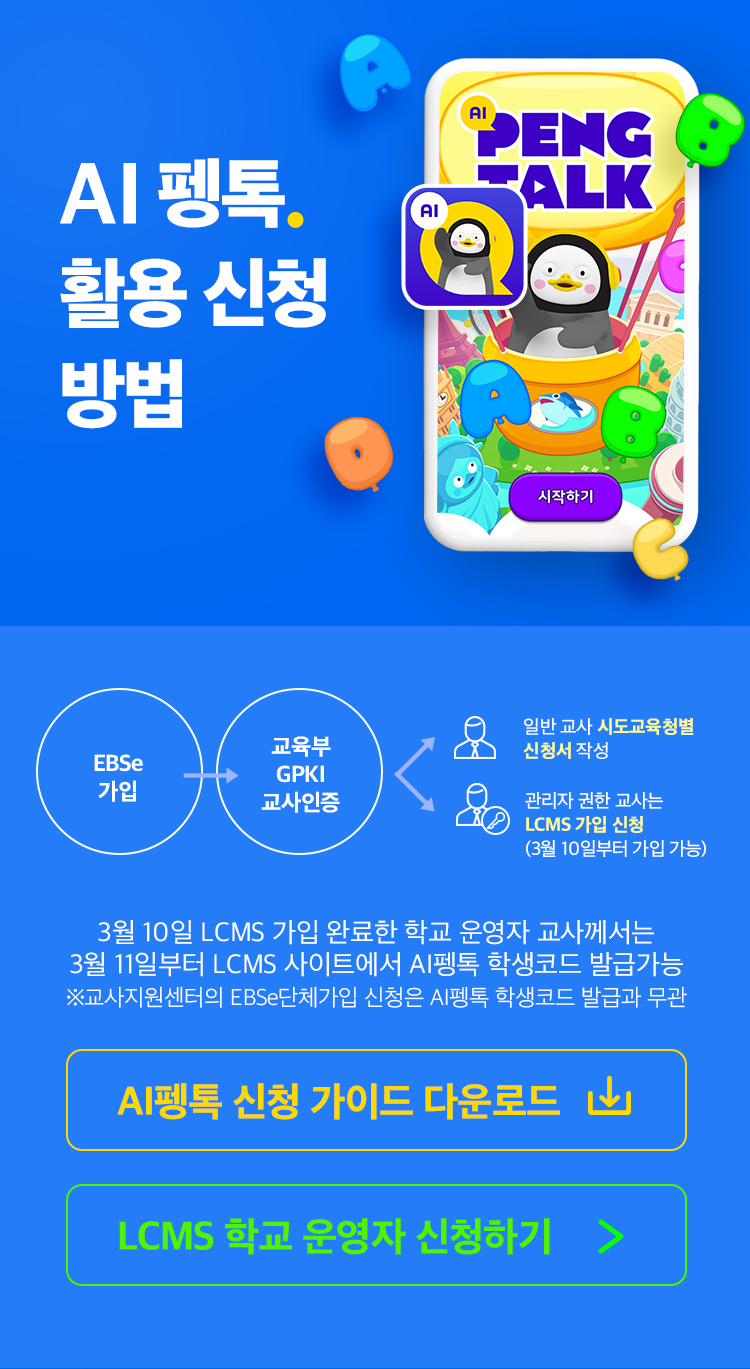 AI 펭톡.
활용 신청
방법
AI
PENG
TALK
AI
A
B
A
B
시작하기
EBSe
가입
교육부
GPKI
교사인증
일반 교사 시도교육청별
신청서 작성
관리자 권한 교사는
LCMS 가입 신청
(3월 10일부터 가입 가능)
3월 10일 LCMS 가입 완료한 학교 운영자 교사께서는
3월 11일부터 LCMS 사이트에서 AI펭톡 학생코드 발급가능
※교사지원센터의 EBSe단체가입 신청은 AI펭톡 학생코드 발급과 무관
AI펭톡 신청 가이드 다운로드
LCMS 학교 운영자 신청하기